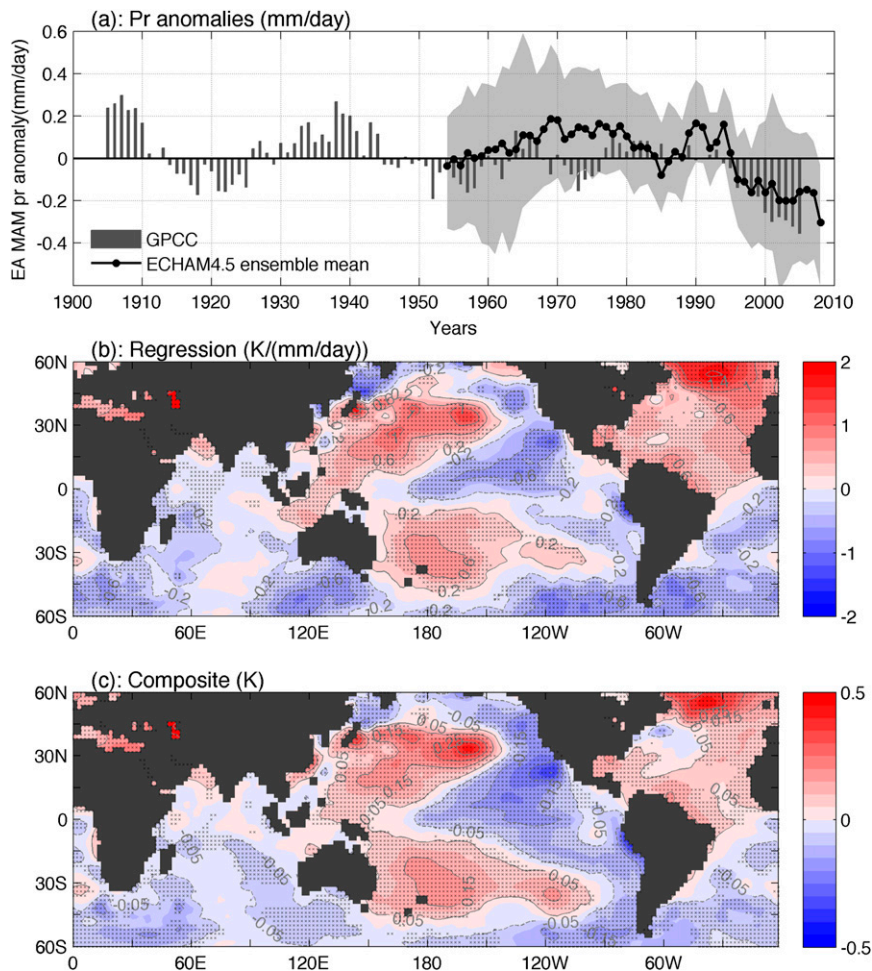 (a): Pr anomalies (mm/day)
EA MAM pr anomaly(mm/day)
0.6
0.4
0.2
0
-0.2
-0.4
GPCC
ECHAM4.5 ensemble mean
1900 1910 1920 1930 1940 1950 1960 1970 1980 1990 2000 2010
Years
(b): Regression (K/(mm/day))
60N
30N
0
30S
60S
0 60E 120E 180 120W 60W
2
1
0
-1
-2
(c): Composite (K)
60N
30N
0
30S
60S
0 60E 120E 180 120W 60W
0.5
0
-0.5